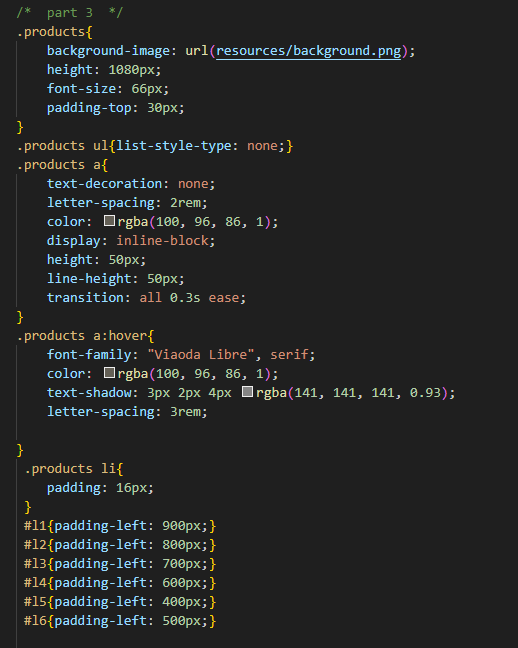 /*  part 3  */
.products{
    background-image: url(resources/background.png);
    height: 1080px;
    font-size: 66px;
    padding-top: 30px;
}
.products ul{list-style-type: none;}
.products a{
    text-decoration: none;
    letter-spacing: 2rem;
    color: rgba(100, 96, 86, 1);
    display: inline-block;
    height: 50px;
    line-height: 50px;
    transition: all 0.3s ease;
}
.products a:hover{
    font-family: "Viaoda Libre", serif;
    color: rgba(100, 96, 86, 1);
    text-shadow: 3px 2px 4px rgba(141, 141, 141, 0.93);
    letter-spacing: 3rem;

}
 .products li{
    padding: 16px;
 }
 #l1{padding-left: 900px;}
 #l2{padding-left: 800px;}
 #l3{padding-left: 700px;}
 #l4{padding-left: 600px;}
 #l5{padding-left: 400px;}
 #l6{padding-left: 500px;}